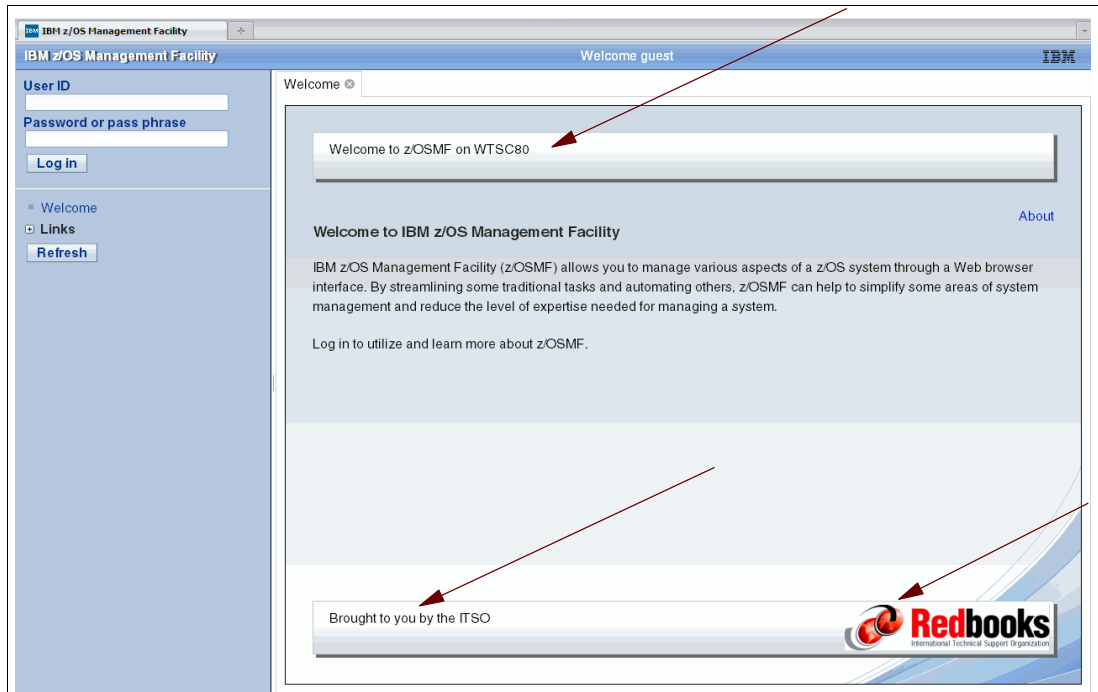 IBM IBM z/OS Management Facility
IBM z/OS Management Facility
Welcome guest
IBM
User ID
Password or pass phrase
Log in
Welcome
Links
Refresh
Welcome
Welcome to z/OSMF on WTSC80
About
Welcome to IBM z/OS Management Facility
IBM z/OS Management Facility (z/OSMF) allows you to manage various aspects of a z/OS system through a Web browser
interface. By streamlining some traditional tasks and automating others, z/OSMF can help to simplify some areas of system
management and reduce the level of expertise needed for managing a system.
Log in to utilize and learn more about z/OSMF.
Brought to you by the ITSO
Redbooks
International Technical Support Organization